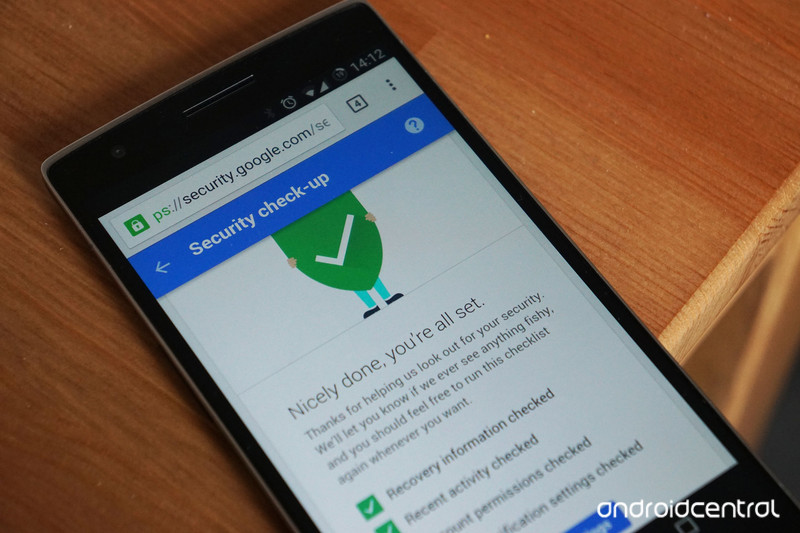 14:12
ps://security.google.com/se
4
Security check-up
?
Nicely done, you're all set.
Thanks for helping us look out for your security.
We'll let you know if we ever see anything fishy,
and you should feel free to run this checklist
again whenever you want.
Recovery information checked
Recent activity checked
ount permissions checked
ification settings checked
androidcentral